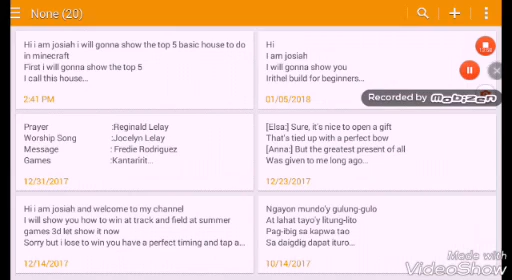 None (20)
Hi i am josiah i will gonna show the top 5 basic house to do
in minecraft
First i will gonna show the top 5
I call this house...
2:41 PM
Hi
I am josiah
I will gonna show you
Irithel build for beginners...
01/05/2018
Recorded by mobizen
Prayer :Reginald Lelay
Worship Song :Jocelyn Lelay
Message : Fredie Rodriguez
Games :Kantaririt...
12/31/2017
[Elsa:] Sure, it's nice to open a gift
That's tied up with a perfect bow
[Anna:] But the greatest present of all
Was given to me long ago...
12/23/2017
Hi i am josiah and welcome to my channel
I will show you how to win at track and field at summer
games 3d let show it now
Sorry but i lose to win you have a perfect timing and tap a...
12/14/2017
Ngayon mundo'y gulung-gulo
At lahat tayo'y litung-lito
Pag-ibig sa kapwa tao
Sa daigdig dapat ituro...
10/14/2017
Made with
VideoShow